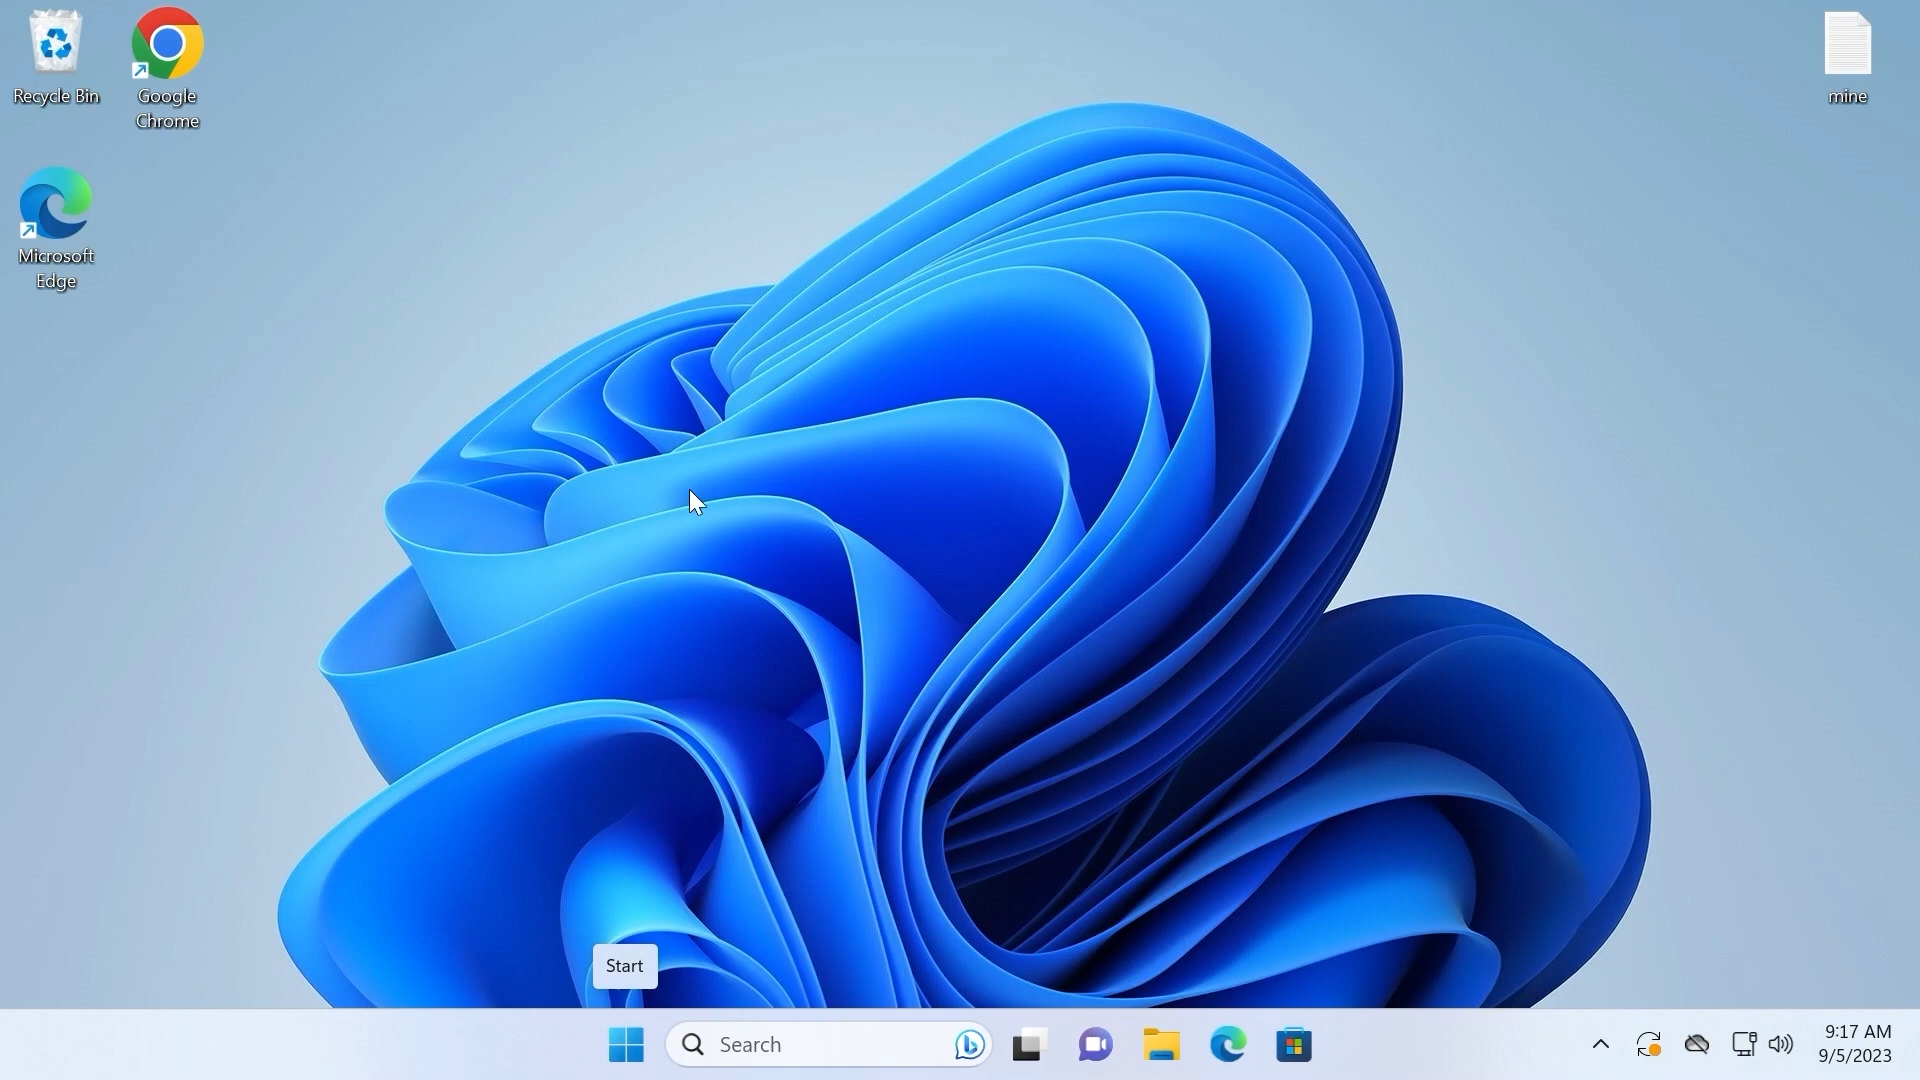 Recycle Bin
Google
Chrome
mine
Microsoft
Edge
Start
Search
9:17 AM
9/5/2023